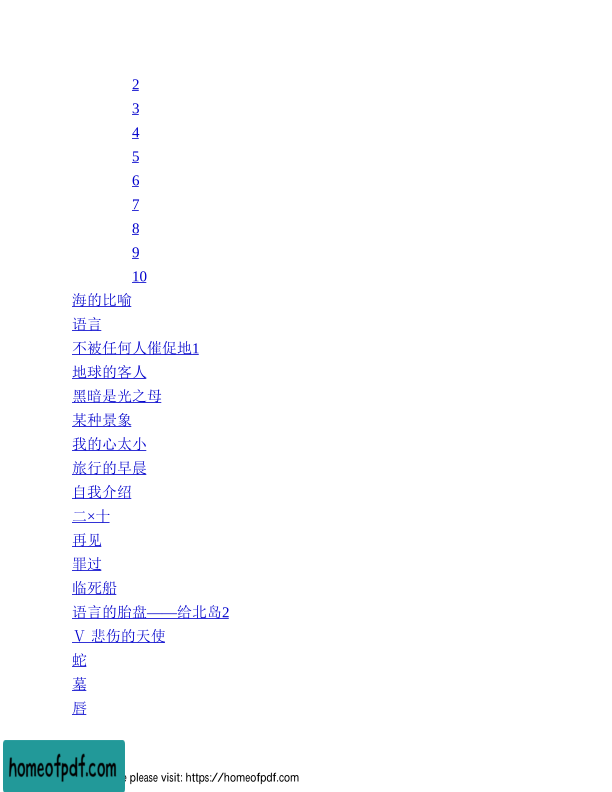 2
3
4
5
6
7
8
9
10
海的比喻
语言
不被任何人催促地1
地球的客人
黑暗是光之母
某种景象
我的心太小
旅行的早晨
自我介绍
二×十
再见
罪过
临死船
语言的胎盘——给北岛2
Ⅴ 悲伤的天使
蛇
墓
唇
homeofpdf.com
e please visit: https://homeofpdf.com